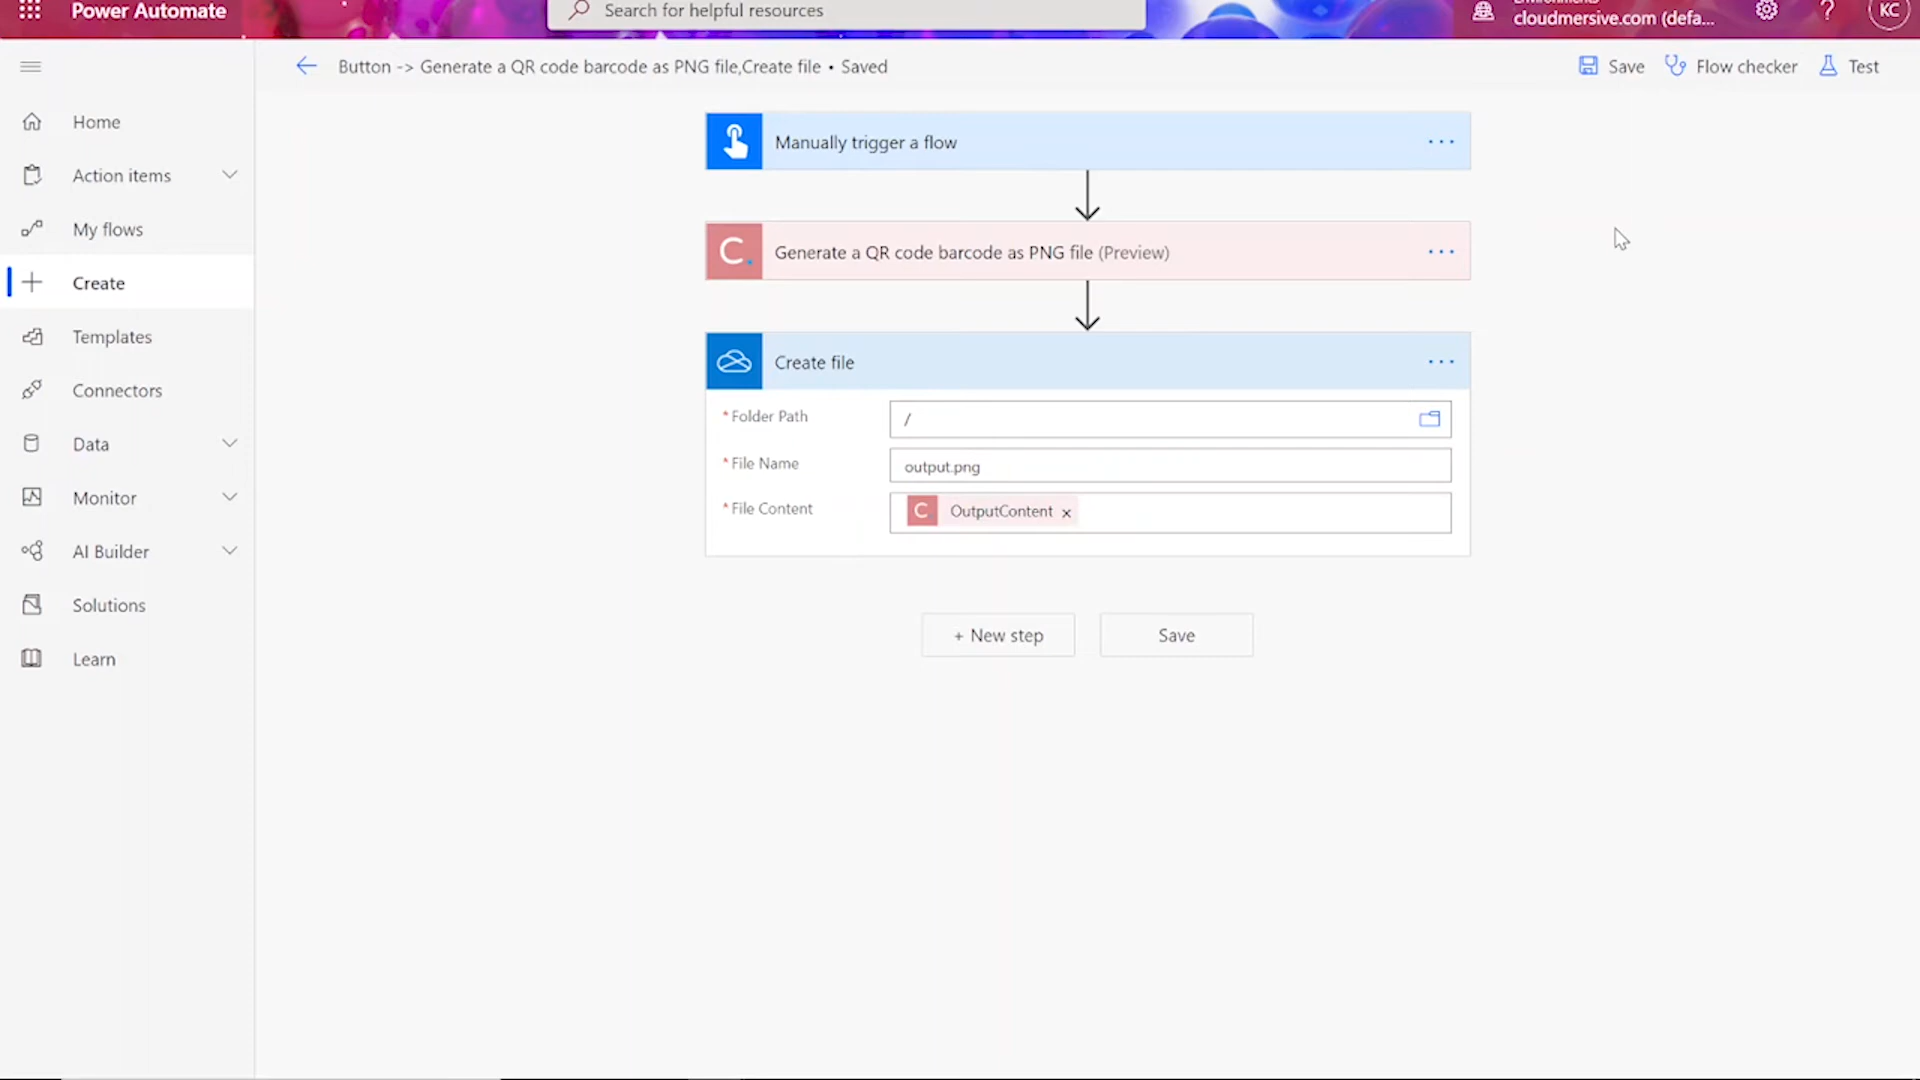 Power Automate
Search for helpful resources
Environments
cloudmersive.com (defa...
?
KC
Button -> Generate a QR code barcode as PNG file,Create file • Saved
Save
Flow checker
Test
Home
Action items
My flows
Create
Templates
Connectors
Data
Monitor
AI Builder
Solutions
Learn
Manually trigger a flow
...
C.
Generate a QR code barcode as PNG file (Preview)
...
Create file
...
* Folder Path
/
* File Name
output.png
* File Content
C
OutputContent ×
+ New step
Save